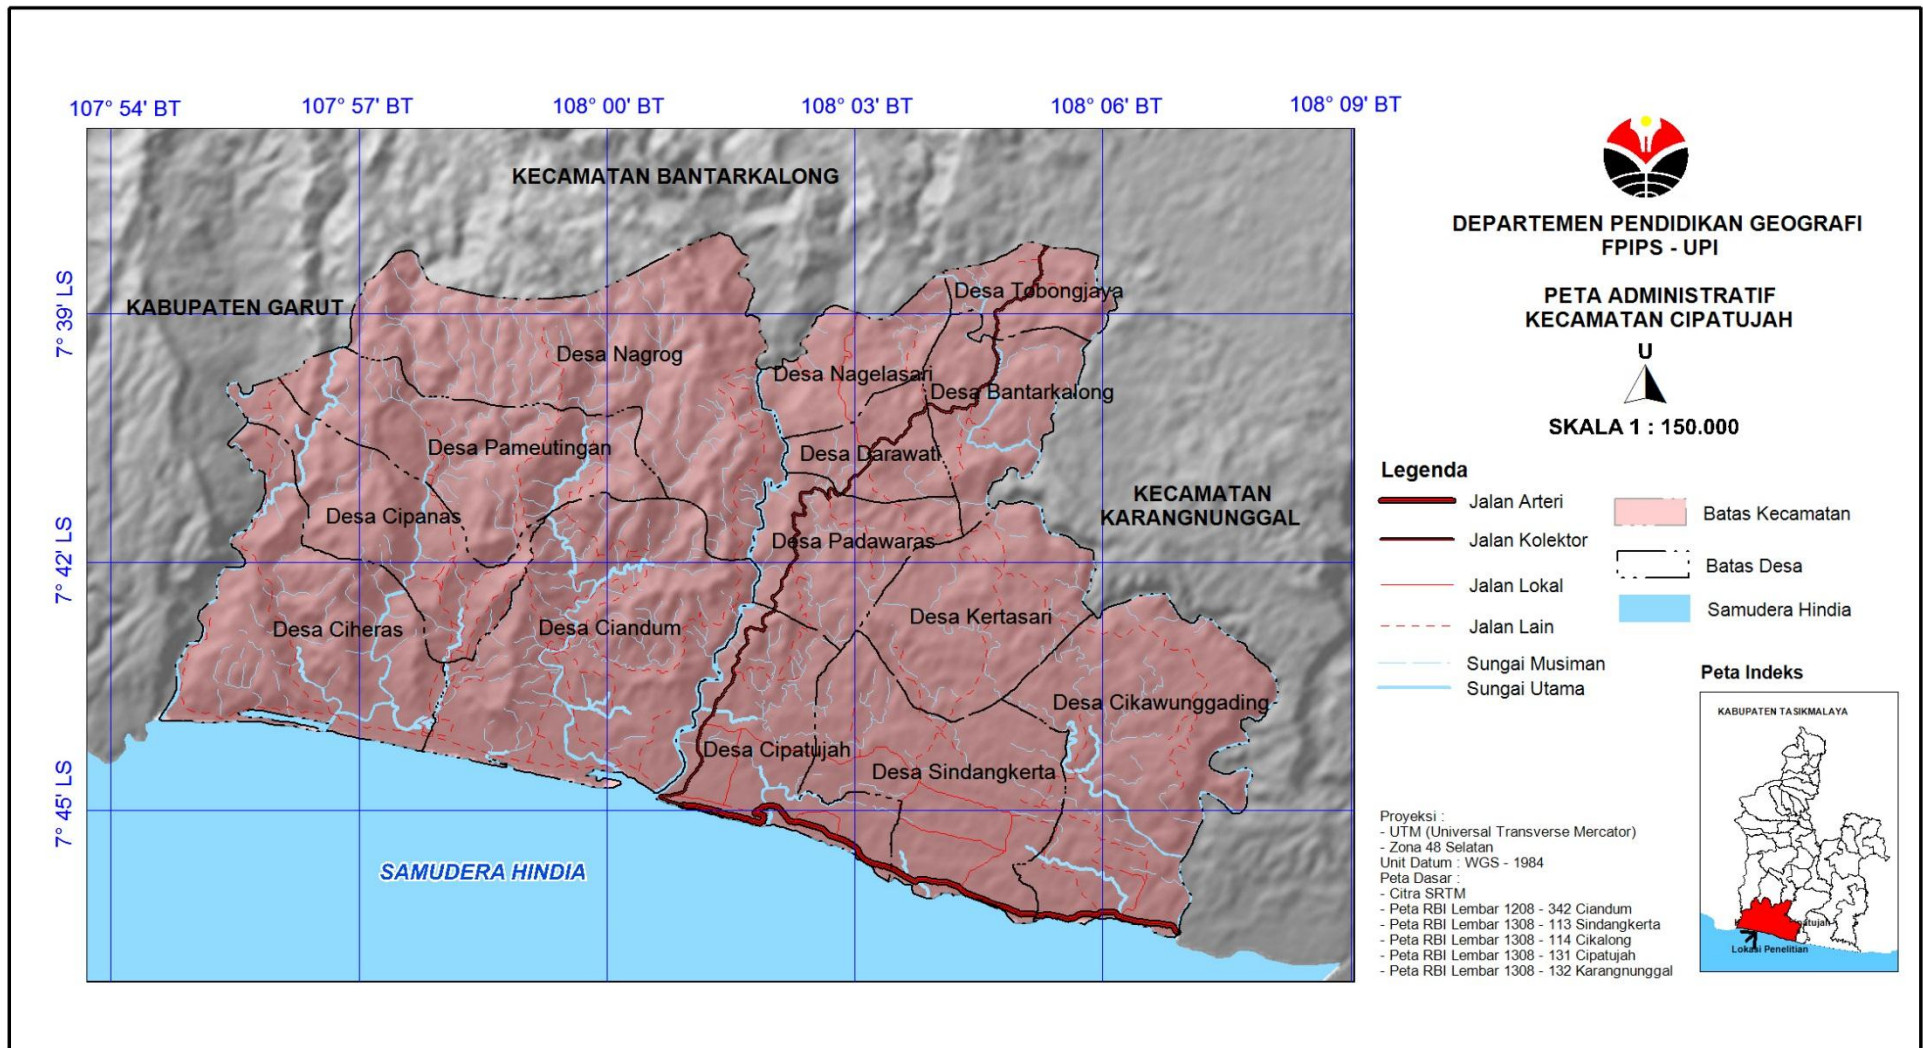 107° 54' BT
107° 57' BT
108° 00' BT
108° 03' BT
108° 06' BT
108° 09' BT
7° 39' LS
7° 42' LS
7° 45' LS
KECAMATAN BANTARKALONG
KABUPATEN GARUT
KECAMATAN
KARANGNUNGGAL
Desa Tobongjaya
Desa Nagrog
Desa Nagelasari
Desa Bantarkalong
Desa Pameutingan
Desa Darawati
Desa Cipanas
Desa Padawaras
Desa Ciheras
Desa Ciandum
Desa Kertasari
Desa Cikawunggading
Desa Cipatujah
Desa Sindangkerta
SAMUDERA HINDIA
DEPARTEMEN PENDIDIKAN GEOGRAFI
FPIPS - UPI
PETA ADMINISTRATIF
KECAMATAN CIPATUJAH
U
SKALA 1 : 150.000
Legenda
Jalan Arteri
Jalan Kolektor
Jalan Lokal
Jalan Lain
Sungai Musiman
Sungai Utama
Batas Kecamatan
Batas Desa
Samudera Hindia
Peta Indeks
KABUPATEN TASIKMALAYA
Lokasi Penelitian
Proyeksi :
- UTM (Universal Transverse Mercator)
- Zona 48 Selatan
Unit Datum : WGS - 1984
Peta Dasar :
- Citra SRTM
- Peta RBI Lembar 1208 - 342 Ciandum
- Peta RBI Lembar 1308 - 113 Sindangkerta
- Peta RBI Lembar 1308 - 114 Cikalong
- Peta RBI Lembar 1308 - 131 Cipatujah
- Peta RBI Lembar 1308 - 132 Karangnunggal